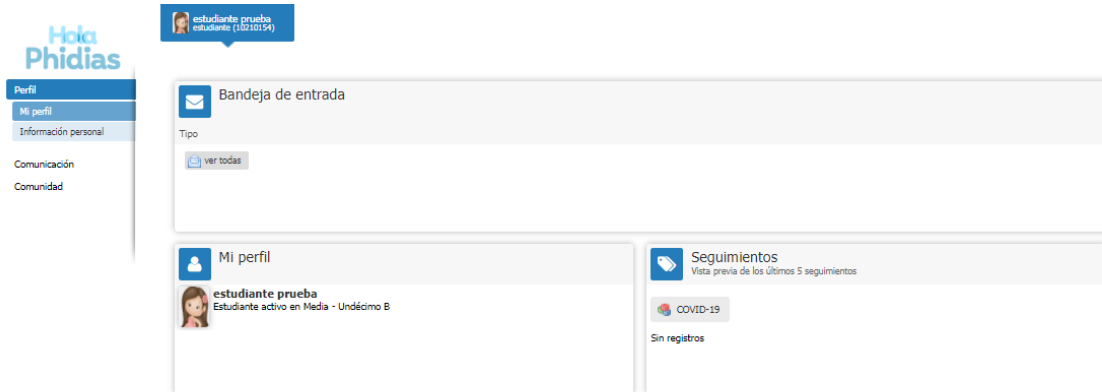 Hola
Phidias
estudiante prueba
estudiante (10210154)
Perfil
Mi perfil
Información personal
Comunicación
Comunidad
Bandeja de entrada
Tipo
ver todas
Mi perfil
estudiante prueba
Estudiante activo en Media - Undécimo B
Seguimientos
Vista previa de los últimos 5 seguimientos
COVID-19
Sin registros